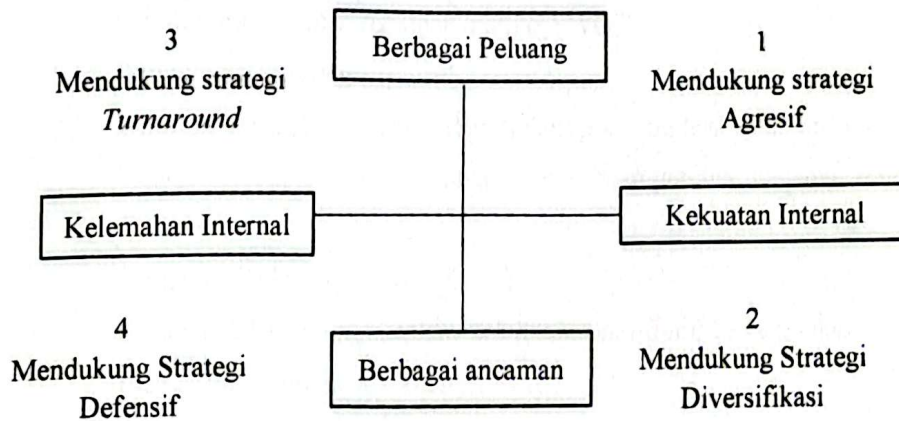 3
Mendukung strategi
Turnaround
Berbagai Peluang
1
Mendukung strategi
Agresif
Kelemahan Internal
Kekuatan Internal
4
Mendukung Strategi
Defensif
Berbagai ancaman
2
Mendukung Strategi
Diversifikasi